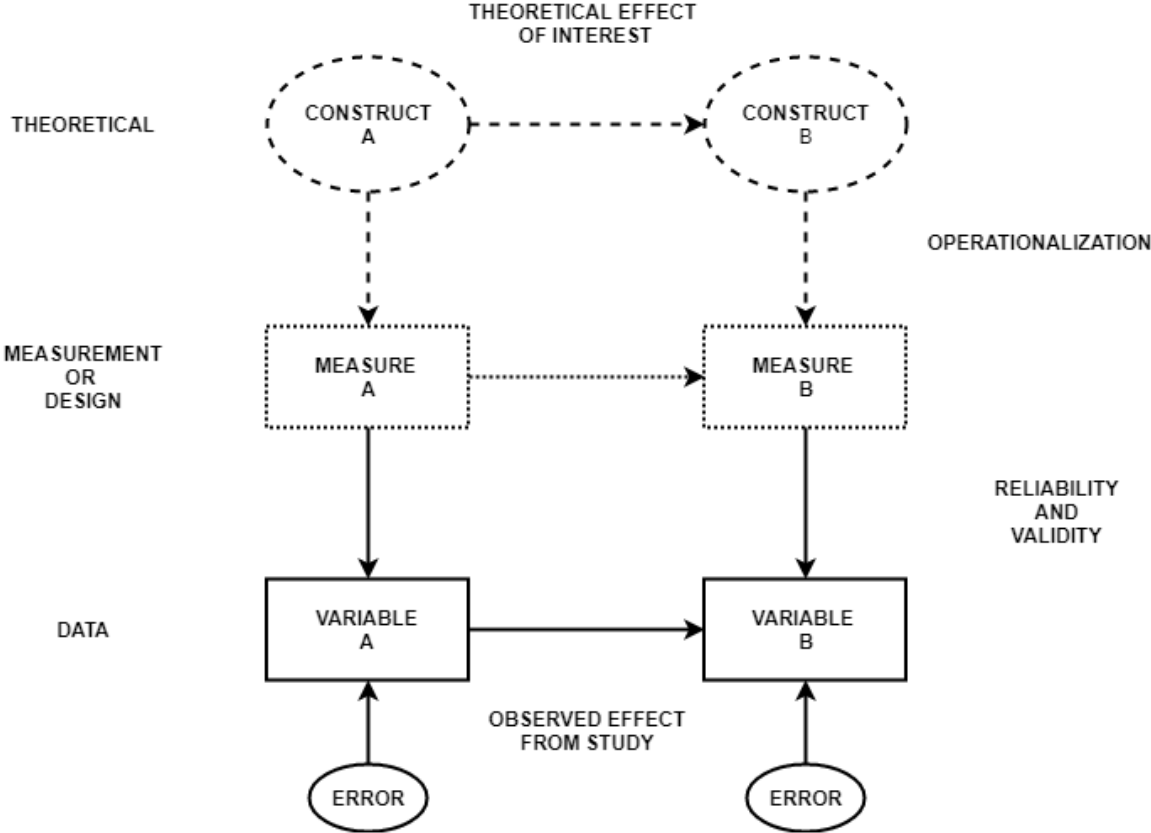 THEORETICAL EFFECT
OF INTEREST
THEORETICAL
CONSTRUCT
A
CONSTRUCT
B
OPERATIONALIZATION
MEASUREMENT
OR
DESIGN
MEASURE
A
MEASURE
B
RELIABILITY
AND
VALIDITY
DATA
VARIABLE
A
VARIABLE
B
OBSERVED EFFECT
FROM STUDY
ERROR
ERROR